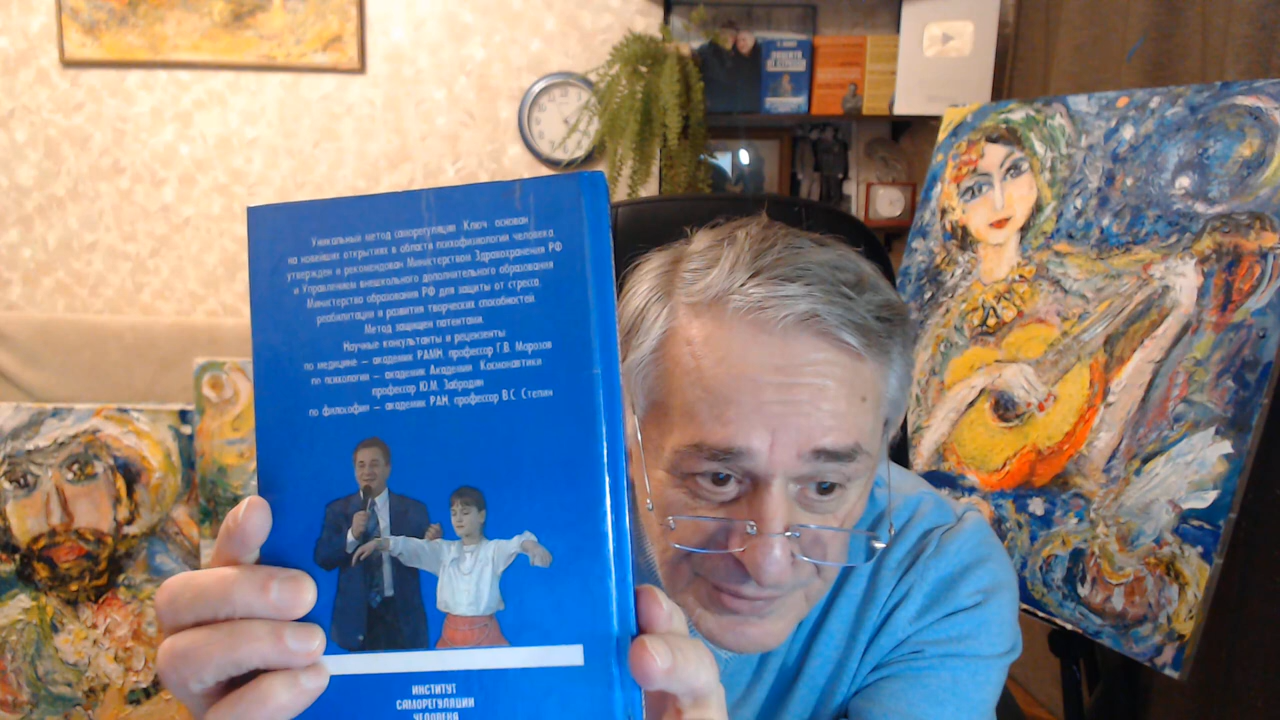 Уникальный метод саморегуляции Ключ основан
на новейших открытиях в области психофизиологии человека,
утвержден и рекомендован Министерством Здравоохранения РФ
и Управлением внешкольного дополнительного образования
Министерства образования РФ для защиты от стресса,
реабилитации и развития творческих способностей.
Метод защищен патентами.
Научные консультанты и рецензенты:
по медицине – академик РАМН, профессор Г.В. Морозов
по психологии – академик Академии Космонавтики
профессор Ю.М. Забродин
по философии – академик РАН, профессор В.С. Степин
ИНСТИТУТ
САМОРЕГУЛЯЦИИ
ЧЕЛОВЕКА